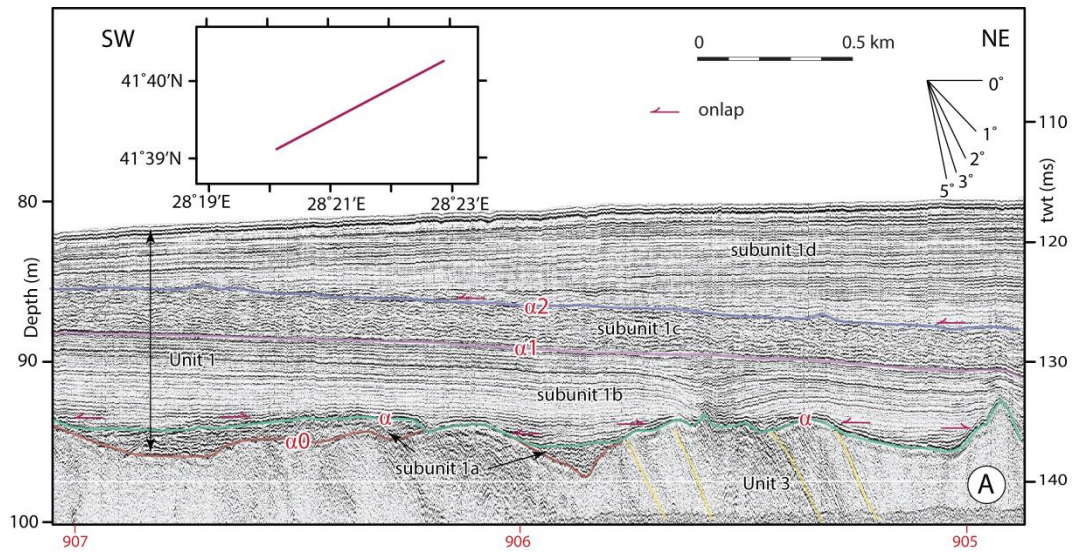 SW
NE
0
0.5 km
41˚40′N
41˚39′N
28˚19′E
28˚21′E
28˚23′E
onlap
0˚
1˚
2˚
3˚
5˚
110
120
130
140
twt (ms)
80
90
100
Depth (m)
subunit 1d
α2
subunit 1c
α1
Unit 1
subunit 1b
α
α
α0
subunit 1a
Unit 3
A
907
906
905